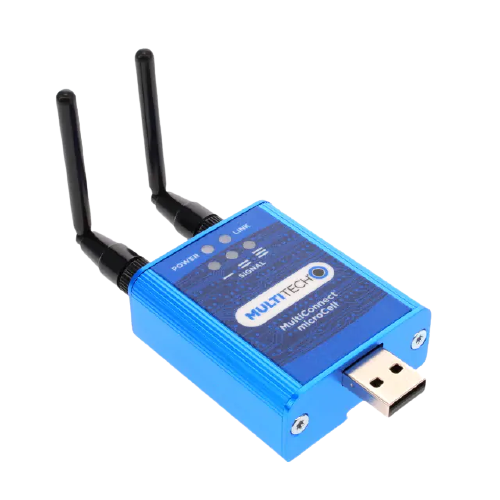 POWER LINK
SIGNAL
MULTITECH
MultiConnect
microCell